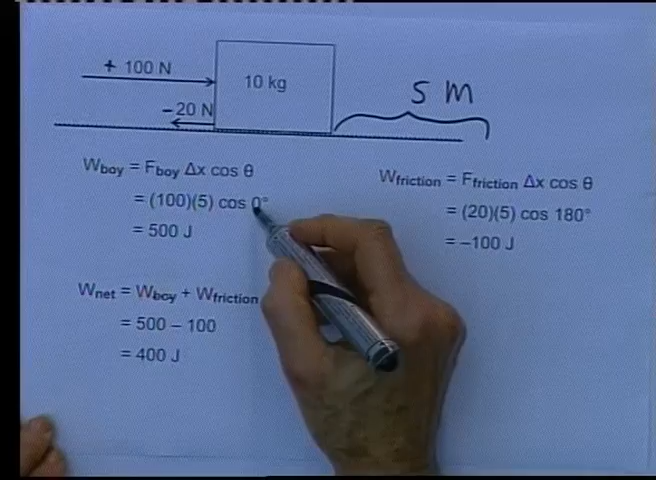 + 100 N
10 kg
–20 N
5 M
Wboy = Fboy Δx cos θ
= (100)(5) cos 0°
= 500 J
Wfriction = Ffriction Δx cos θ
= (20)(5) cos 180°
= –100 J
Wnet = Wboy + Wfriction
= 500 – 100
= 400 J